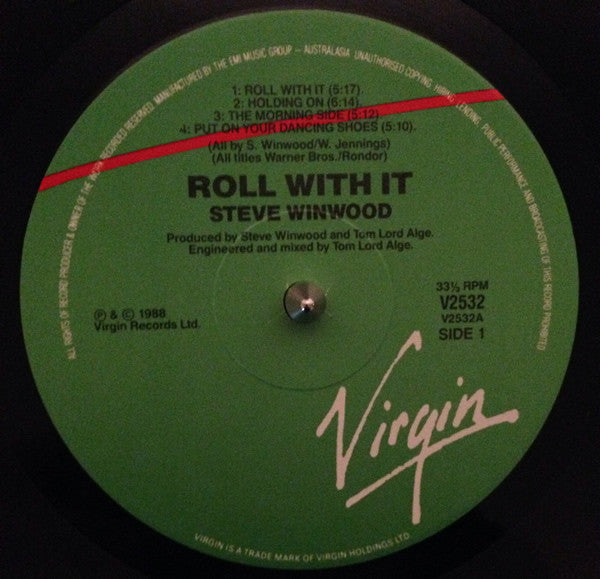 ALL RIGHTS OF RECORD PRODUCER & OWNER OF THE WORK RECORDED RESERVED. MANUFACTURED BY THE EMI MUSIC GROUP – AUSTRALASIA UNAUTHORISED COPYING, HIRING, LENDING, PUBLIC PERFORMANCE AND BROADCASTING OF THIS RECORD PROHIBITED
1: ROLL WITH IT (5:17).
2: HOLDING ON (6:14).
3: THE MORNING SIDE (5:12)
4: PUT ON YOUR DANCING SHOES (5:10).
(All by S. Winwood/W. Jennings)
(All titles Warner Bros./Rondor)
ROLL WITH IT
STEVE WINWOOD
Produced by Steve Winwood and Tom Lord Alge.
Engineered and mixed by Tom Lord Alge.
℗ & © 1988
Virgin Records Ltd.
33⅓ RPM
V2532
V2532A
SIDE 1
Virgin
VIRGIN IS A TRADE MARK OF VIRGIN HOLDINGS LTD.